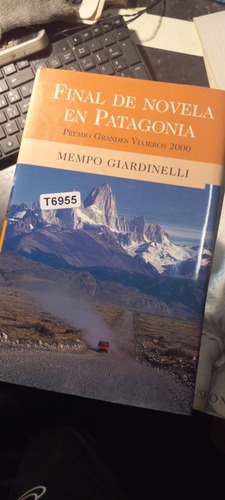 FINAL DE NOVELA
EN PATAGONIA
PREMIO GRANDES VIAJEROS 2000
MEMPO GIARDINELLI
T6955